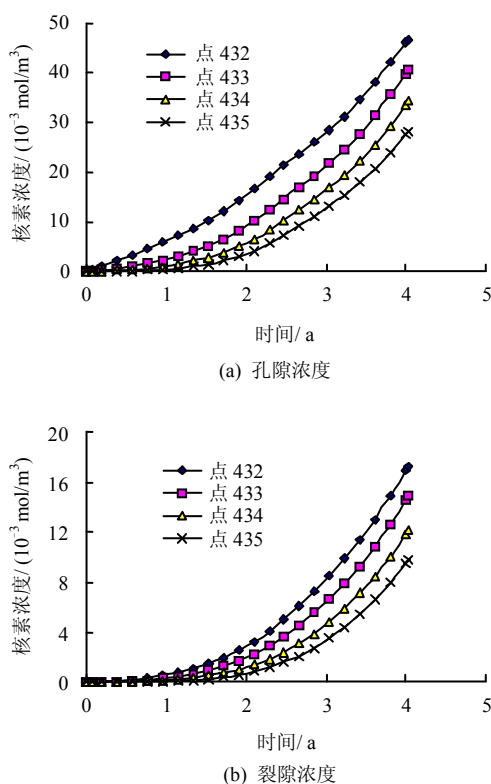 60
50
40
30
20
10
0
核素浓度/ (10⁻³ mol/m³)
点 432
点 433
点 434
点 435
0 1 2 3 4 5
时间/ a
(a) 孔隙浓度
20
16
12
8
4
0
核素浓度/ (10⁻³ mol/m³)
点 432
点 433
点 434
点 435
0 1 2 3 4 5
时间/ a
(b) 裂隙浓度